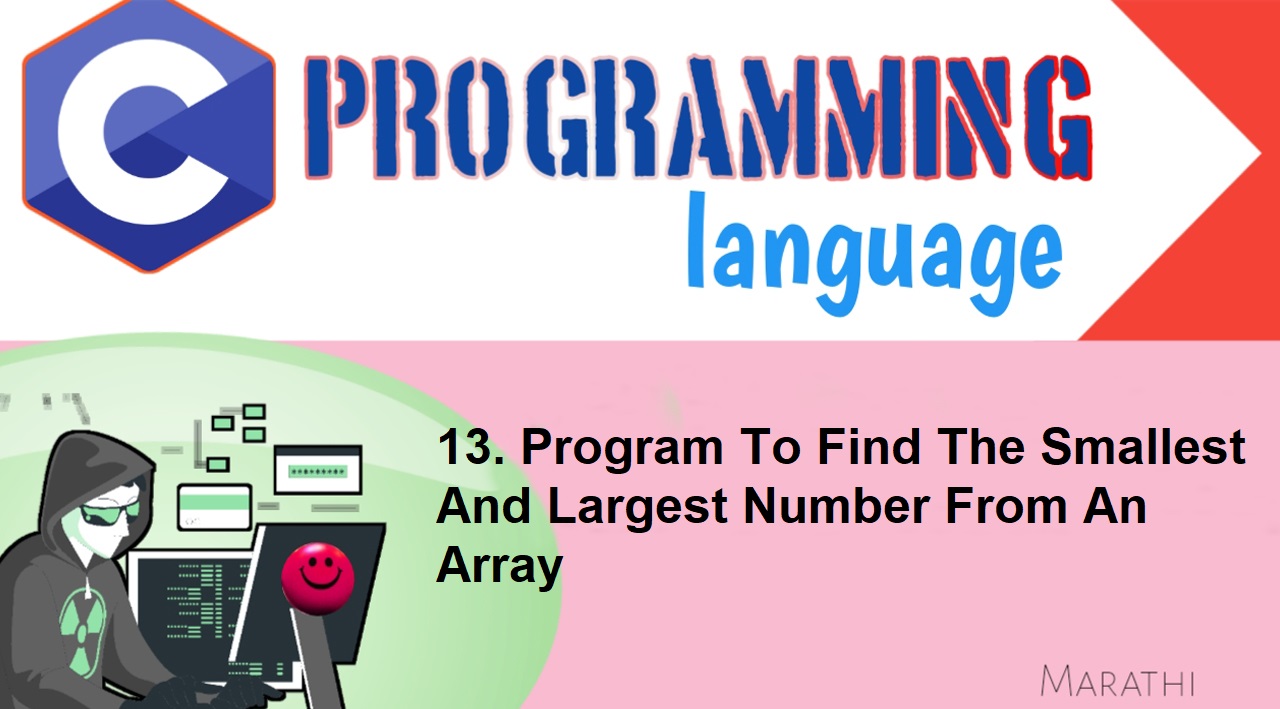 C PROGRAMMING
language
13. Program To Find The Smallest
And Largest Number From An
Array
MARATHI